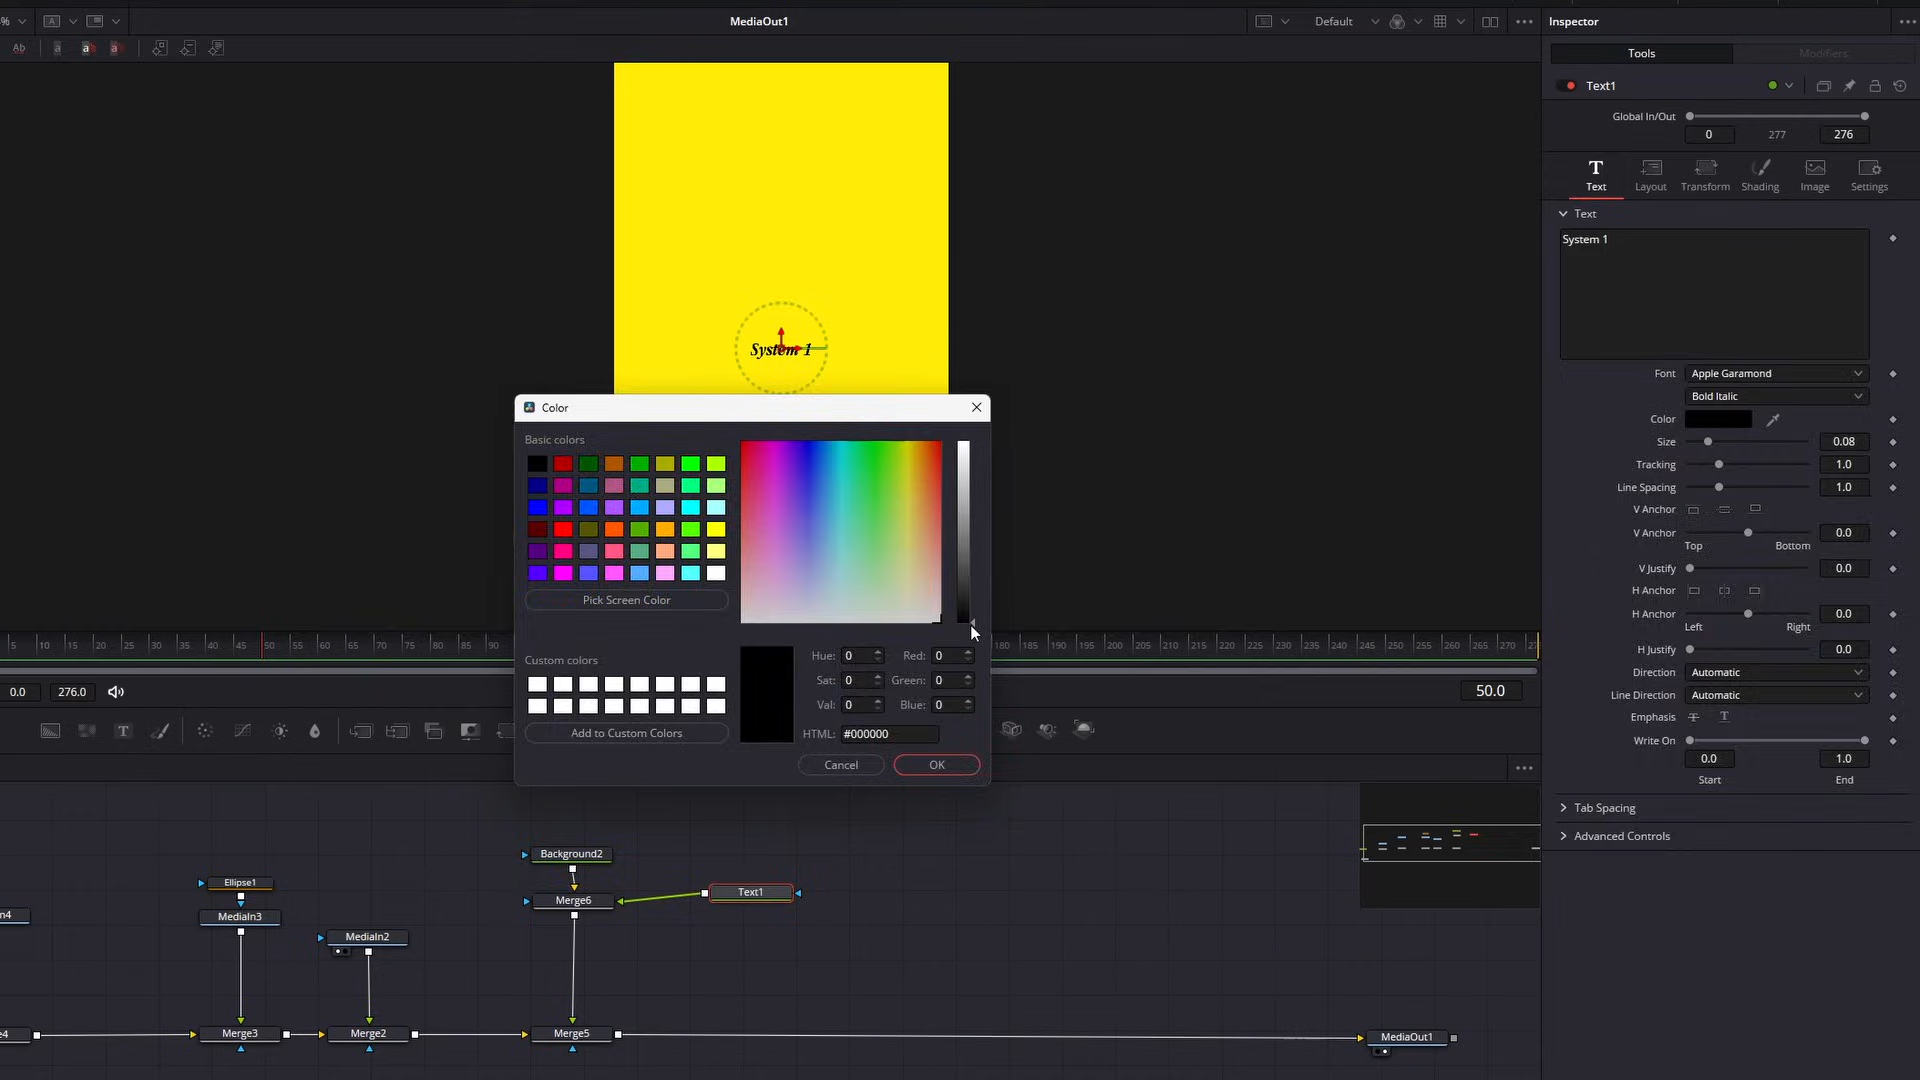 %
A
MediaOut1
Default
Inspector
Ab
a
a
a
Tools
Modifiers
Text1
Global In/Out
0
277
276
T
Text
Layout
Transform
Shading
Image
Settings
Text
System 1
System 1
Font
Apple Garamond
Bold Italic
Color
Size
0.08
Tracking
1.0
Line Spacing
1.0
V Anchor
V Anchor
0.0
Top
Bottom
V Justify
0.0
H Anchor
H Anchor
0.0
Left
Right
H Justify
0.0
Direction
Automatic
Line Direction
Automatic
Emphasis
T
T
Write On
0.0
1.0
Start
End
Tab Spacing
Advanced Controls
Color
Basic colors
Pick Screen Color
Custom colors
Add to Custom Colors
Hue: 0
Red: 0
Sat: 0
Green: 0
Val: 0
Blue: 0
HTML: #000000
Cancel
OK
5 10 15 20 25 30 35 40 45 50 55 60 65 70 75 80 85 90
180 185 190 195 200 205 210 215 220 225 230 235 240 245 250 255 260 265 270 27
0.0
276.0
50.0
T
Background2
Ellipse1
Text1
Merge6
n4
MediaIn3
MediaIn2
e4
Merge3
Merge2
Merge5
MediaOut1